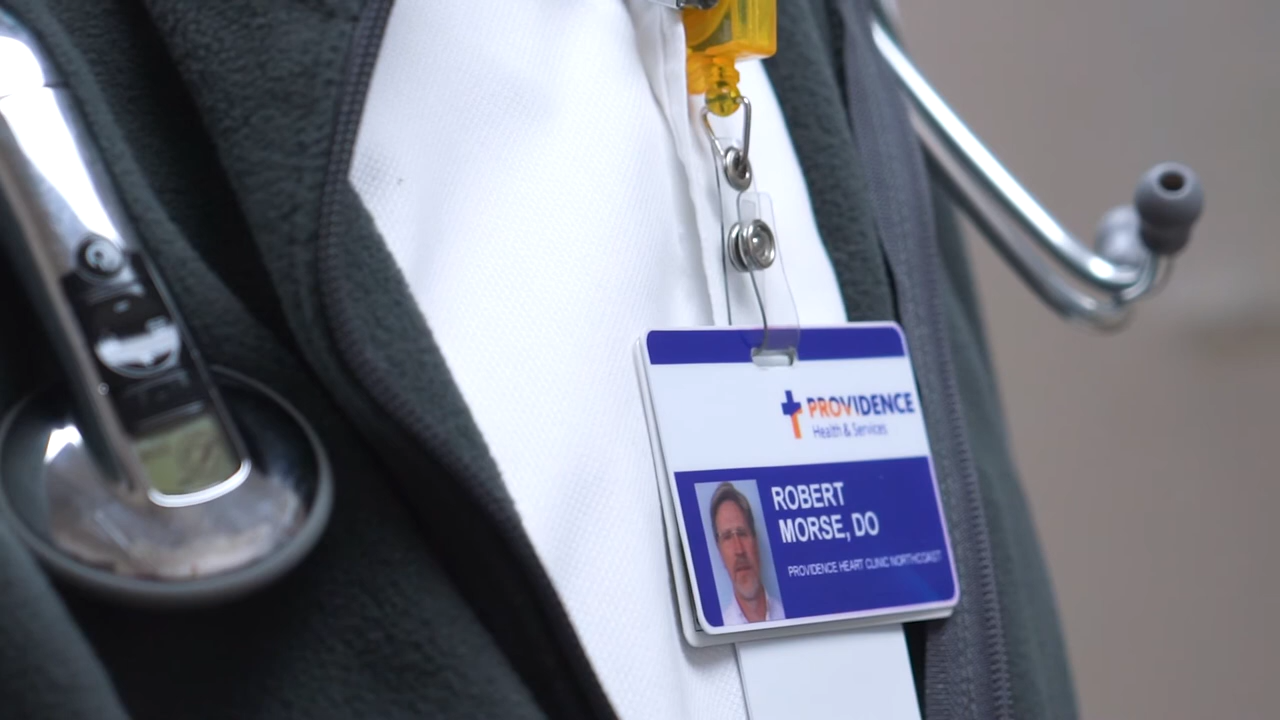 PROVIDENCE
Health & Services
ROBERT
MORSE, DO
PROVIDENCE HEART CLINIC NORTHCOAST